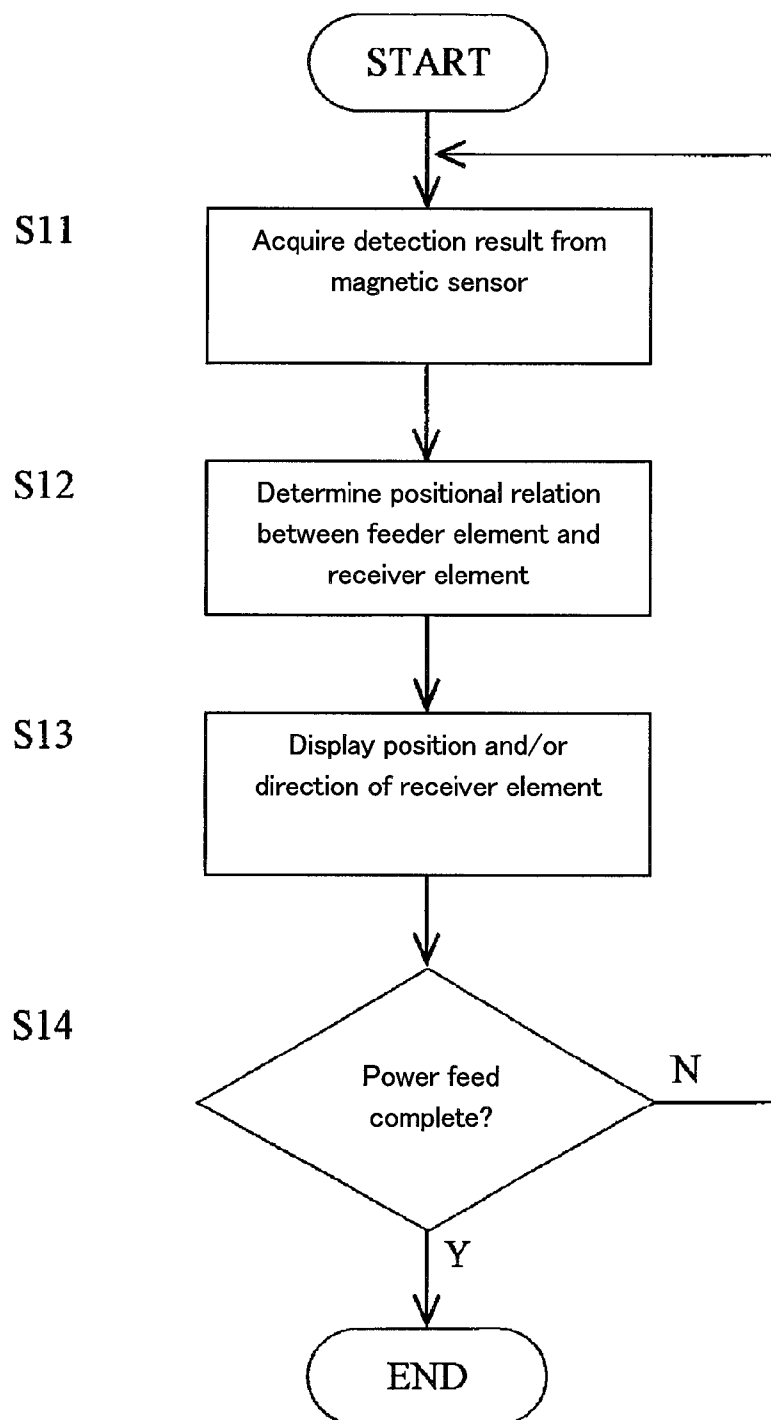 START
S11
Acquire detection result from
magnetic sensor
S12
Determine positional relation
between feeder element and
receiver element
S13
Display position and/or
direction of receiver element
S14
Power feed
complete?
N
Y
END